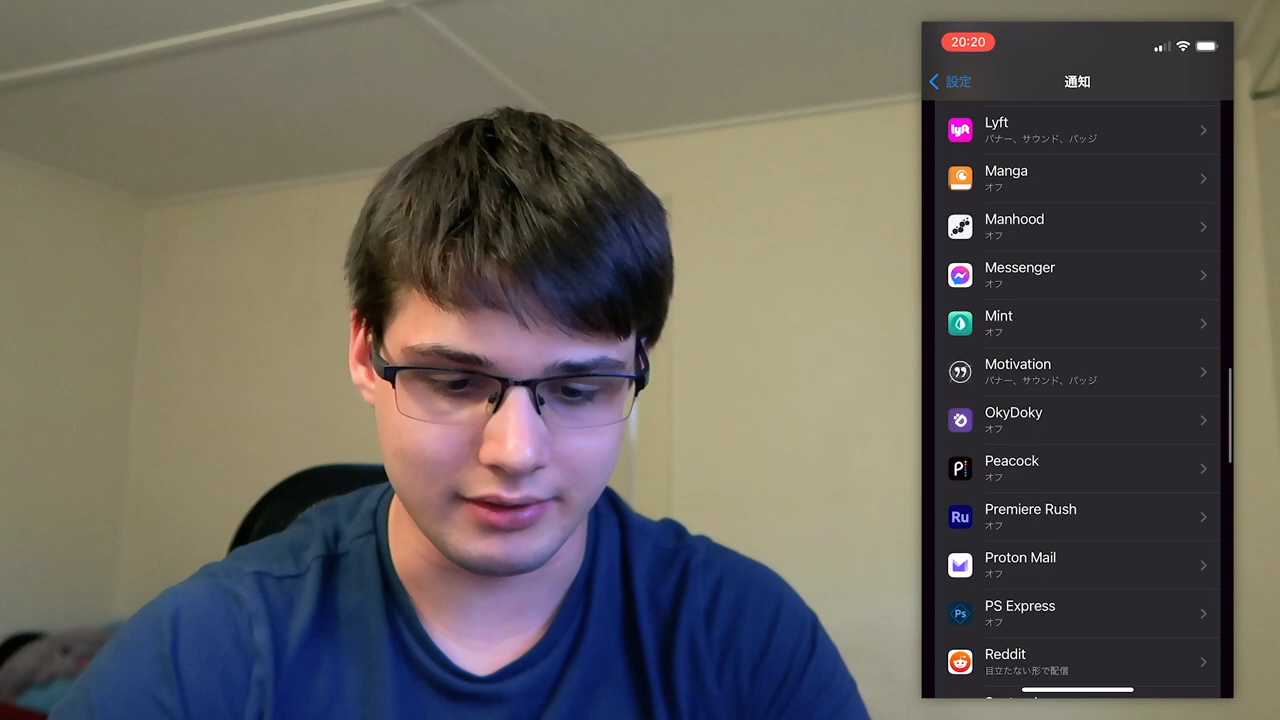 20:20
設定
通知
Lyft
バナー、サウンド、バッジ
Manga
オフ
Manhood
オフ
Messenger
オフ
Mint
オフ
Motivation
バナー、サウンド、バッジ
OkyDoky
オフ
Peacock
オフ
Ru
Premiere Rush
オフ
Proton Mail
オフ
Ps
PS Express
オフ
Reddit
目立たない形で配信